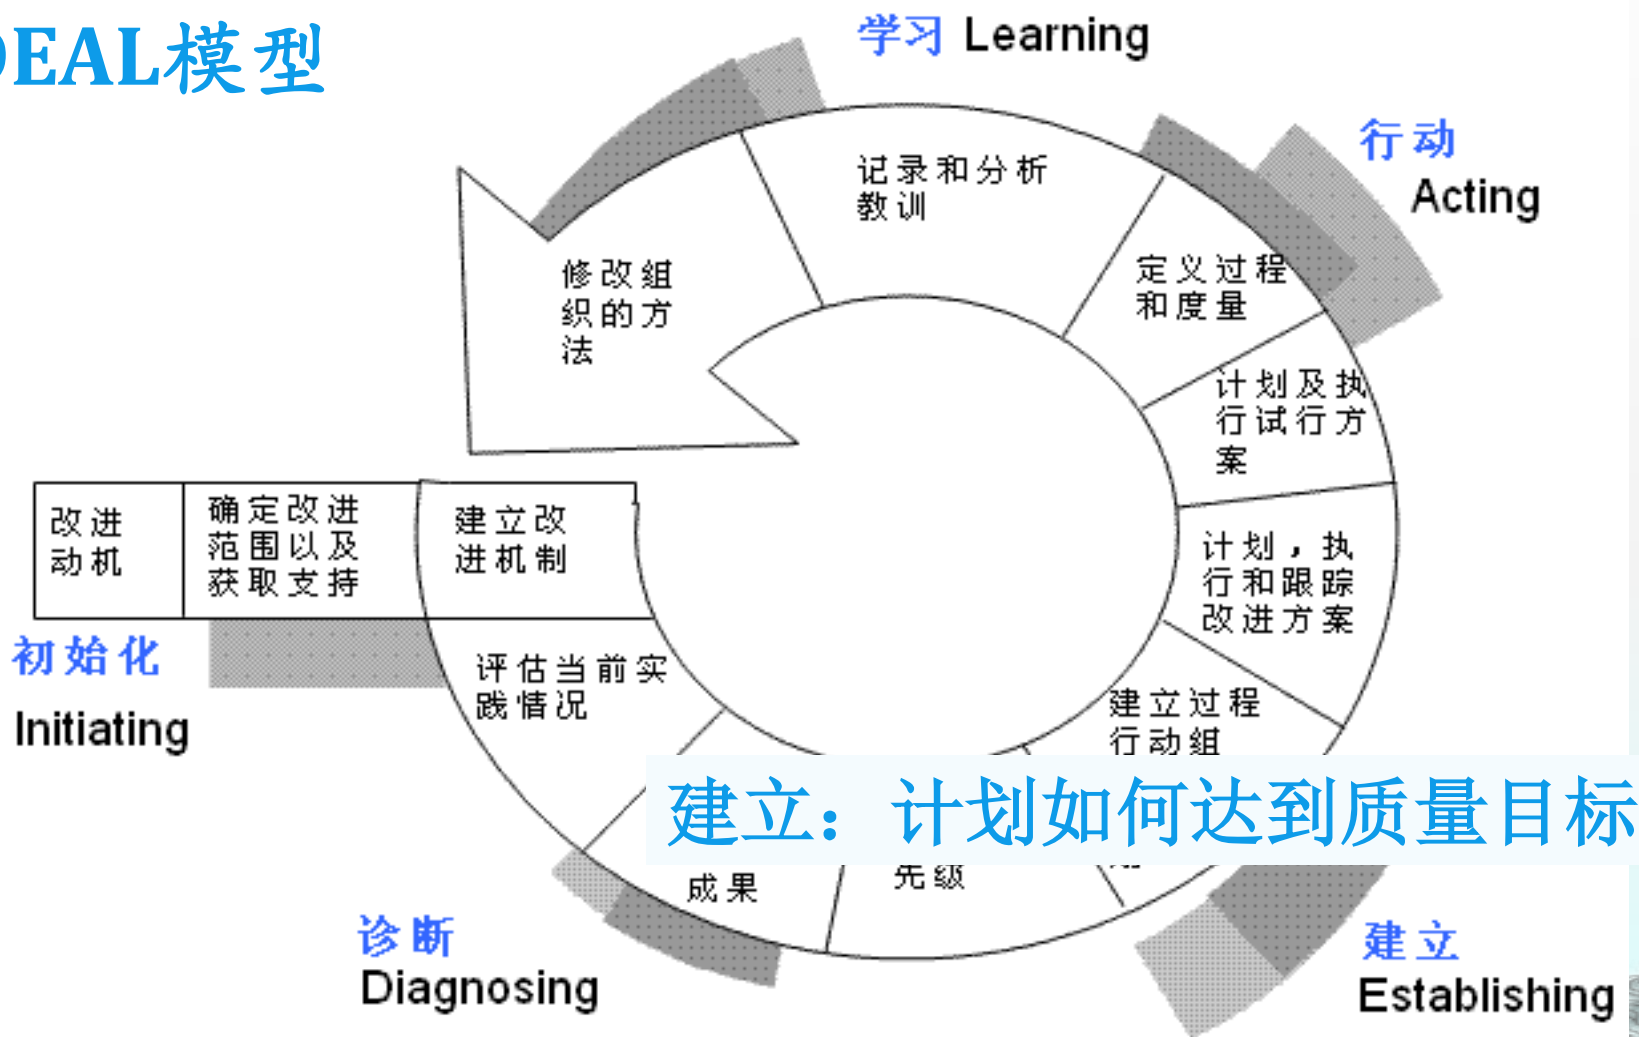 DEAL模型
学习 Learning
行动
Acting
记录和分析
教训
定义过程
和度量
修改组
织的方
法
计划及执
行试行方
案
改进
动机
确定改进
范围以及
获取支持
建立改
进机制
计划，执
行和跟踪
改进方案
初始化
Initiating
评估当前实
践情况
建立过程
行动组
建立：计划如何达到质量目标
成果
先级
诊断
Diagnosing
建立
Establishing